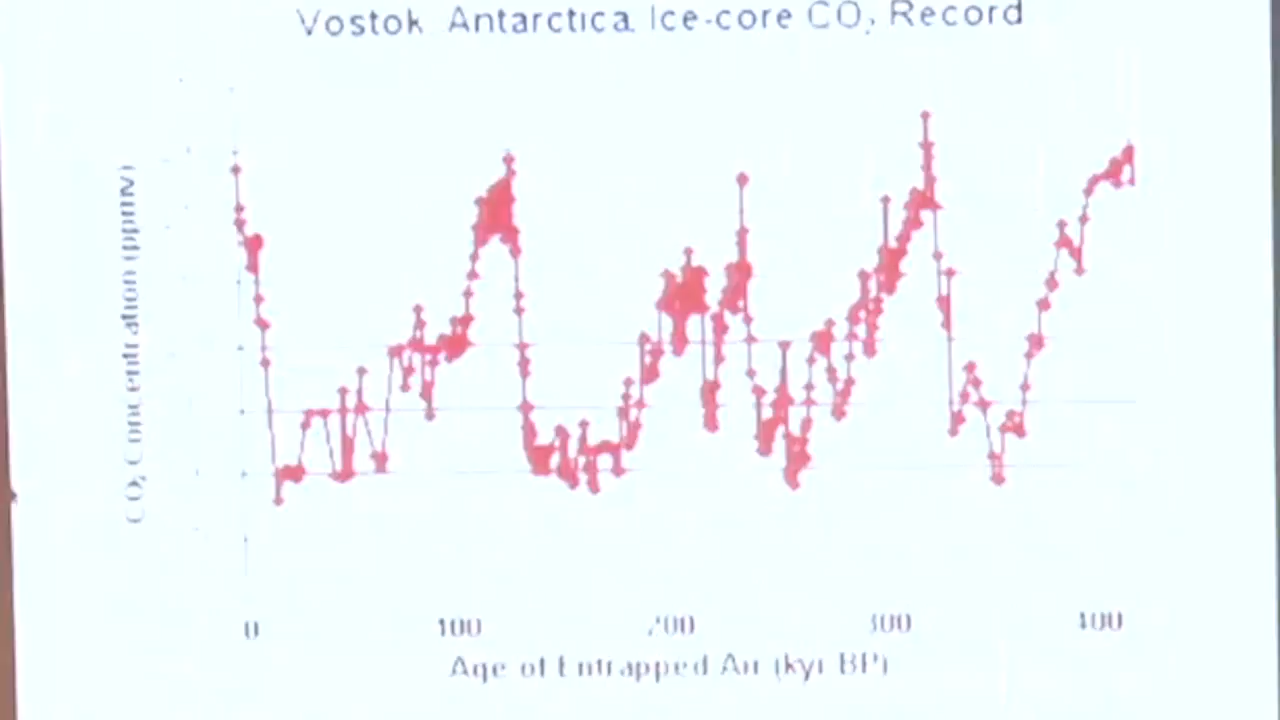 Vostok Antarctica Ice-core CO₂ Record
CO₂ Concentration (ppmv)
0 100 200 300 400
Age of Entrapped Air (kyr BP)